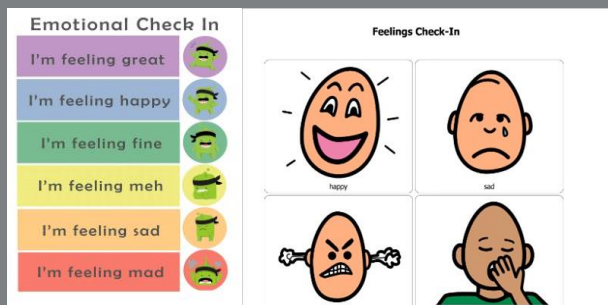 Emotional Check In
I'm feeling great
I'm feeling happy
I'm feeling fine
I'm feeling meh
I'm feeling sad
I'm feeling mad
Feelings Check-In
happy
sad